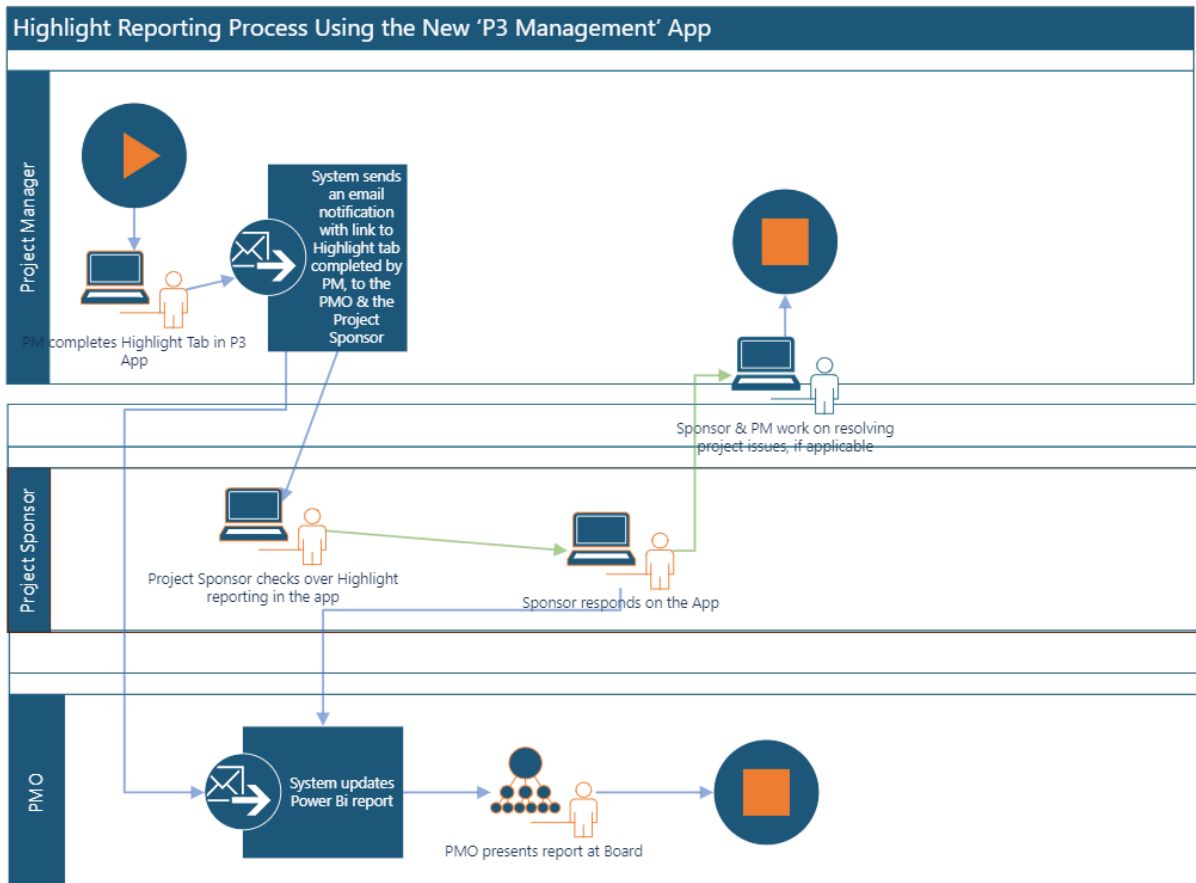 Highlight Reporting Process Using the New ‘P3 Management’ App
Project Manager
System sends
an email
notification
with link to
Highlight tab
completed by
PM, to the
PMO & the
Project
Sponsor
PM completes Highlight Tab in P3
App
Sponsor & PM work on resolving
project issues, if applicable
Project Sponsor
Project Sponsor checks over Highlight
reporting in the app
Sponsor responds on the App
PMO
System updates
Power Bi report
PMO presents report at Board